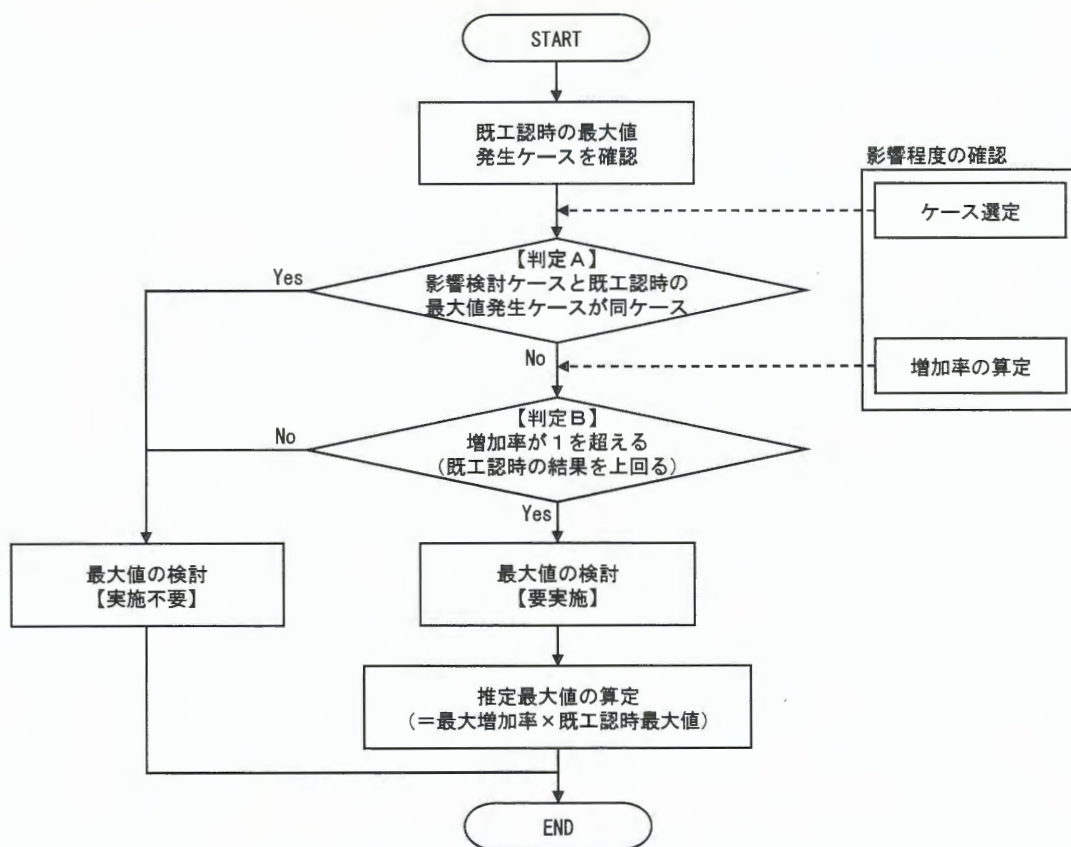 START
既工認時の最大値
発生ケースを確認
影響程度の確認
ケース選定
【判定A】
影響検討ケースと既工認時の
最大値発生ケースが同ケース
Yes
No
増加率の算定
【判定B】
増加率が1を超える
(既工認時の結果を上回る)
No
Yes
最大値の検討
【実施不要】
最大値の検討
【要実施】
推定最大値の算定
(=最大増加率×既工認時最大値)
END